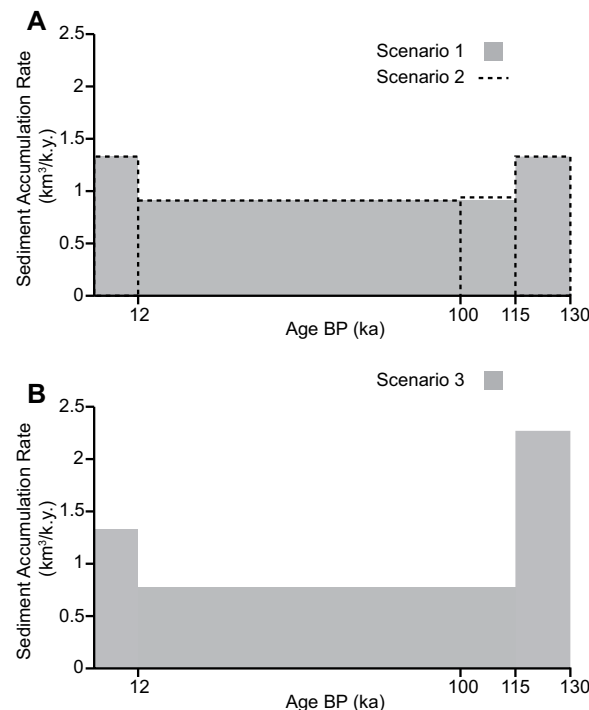 A
Sediment Accumulation Rate
(km³/k.y.)
2.5
2
1.5
1
0.5
0
Scenario 1
Scenario 2
12
100
115
130
Age BP (ka)
B
Scenario 3
Sediment Accumulation Rate
(km³/k.y.)
2.5
2
1.5
1
0.5
0
12
100
115
130
Age BP (ka)